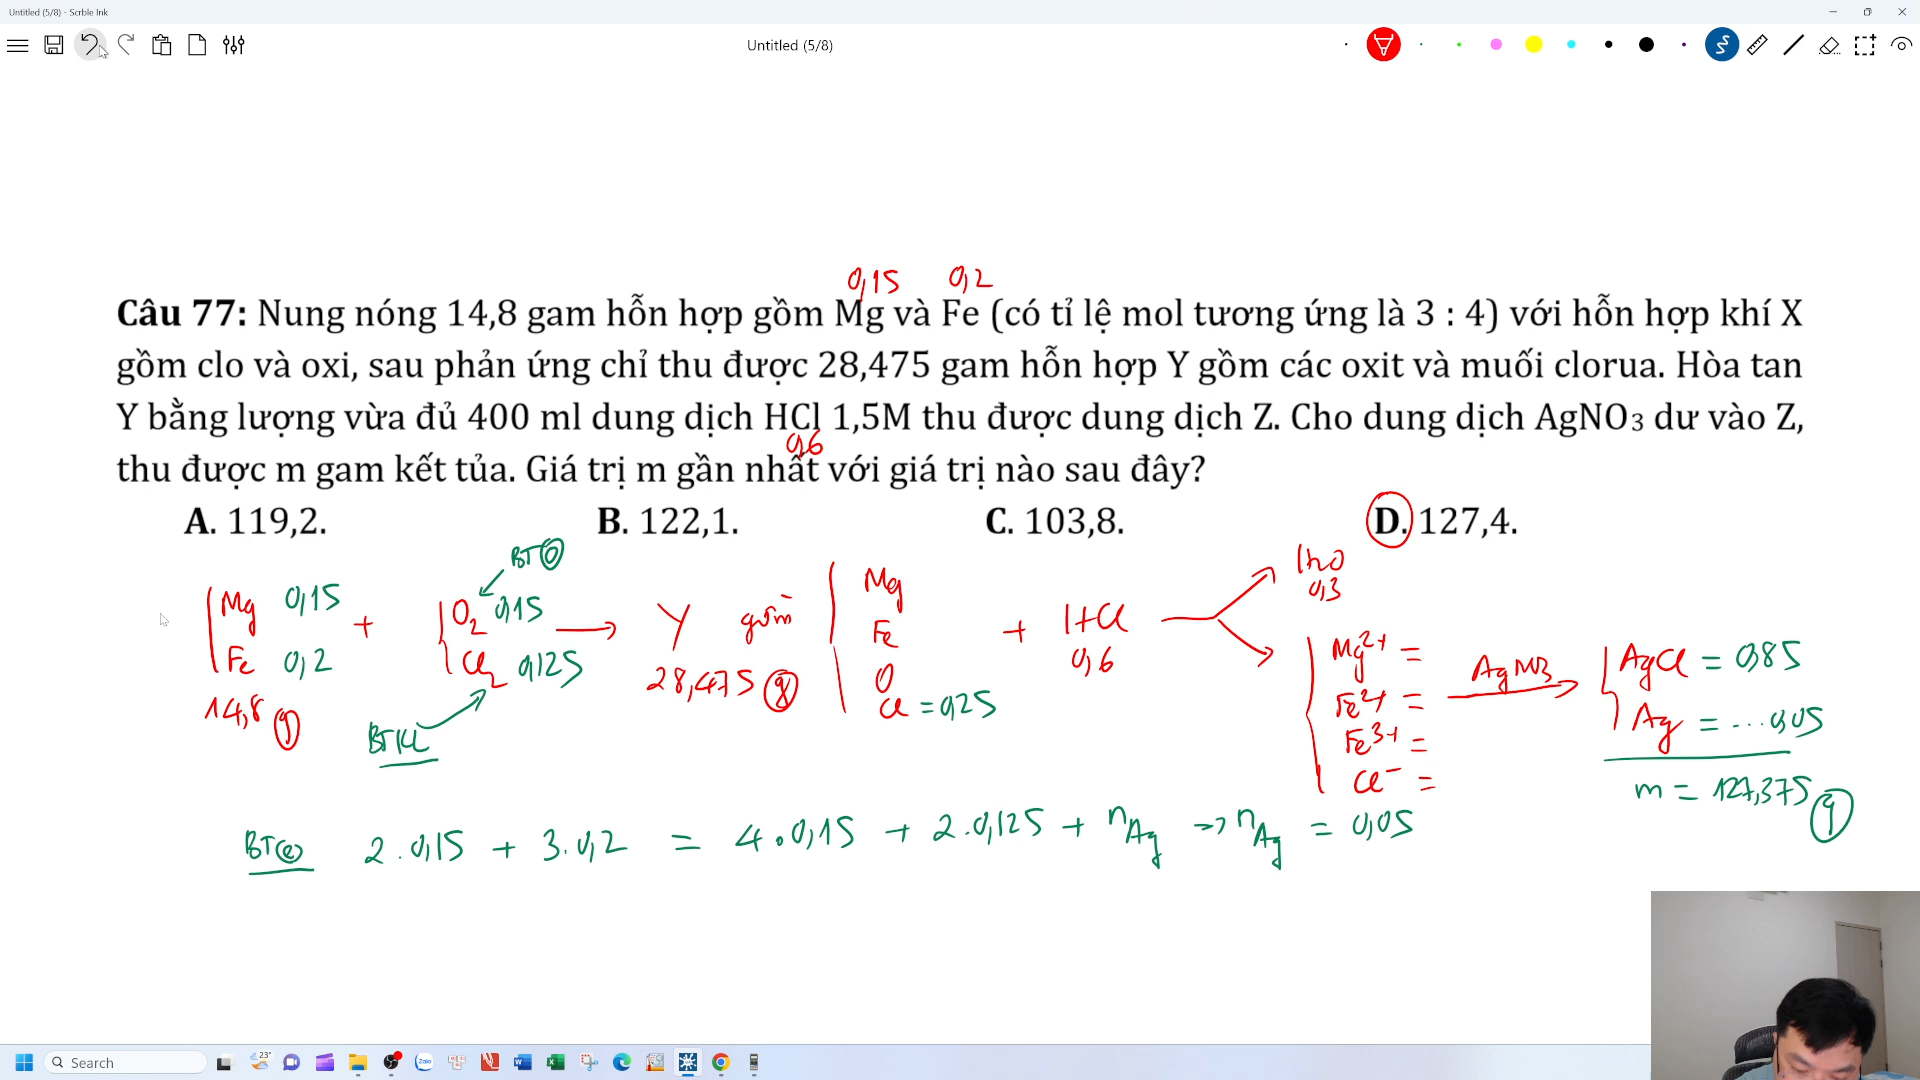 Untitled (5/8) - Scrble Ink
Untitled (5/8)
0,15 0,2
Câu 77: Nung nóng 14,8 gam hỗn hợp gồm Mg và Fe (có tỉ lệ mol tương ứng là 3 : 4) với hỗn hợp khí X
gồm clo và oxi, sau phản ứng chỉ thu được 28,475 gam hỗn hợp Y gồm các oxit và muối clorua. Hòa tan
Y bằng lượng vừa đủ 400 ml dung dịch HCl 1,5M thu được dung dịch Z. Cho dung dịch AgNO3 dư vào Z,
0,6
thu được m gam kết tủa. Giá trị m gần nhất với giá trị nào sau đây?
A. 119,2. B. 122,1. C. 103,8. D. 127,4.
BT O
H2O
0,3
Mg 0,15 + O2 0,15 → Y gồm Mg
Fe 0,2 Cl2 0,125 Fe + HCl
14,8 g 28,475 g O 0,6
Cl = 0,25
BTKL
Mg2+ =
Fe2+ =
Fe3+ =
Cl- =
AgNO3
AgCl = 0,85
Ag = ... 0,05
m = 127,375 g
BT e 2.0,15 + 3.0,2 = 4.0,15 + 2.0,125 + nAg → nAg = 0,05
Search
23°
Zalo